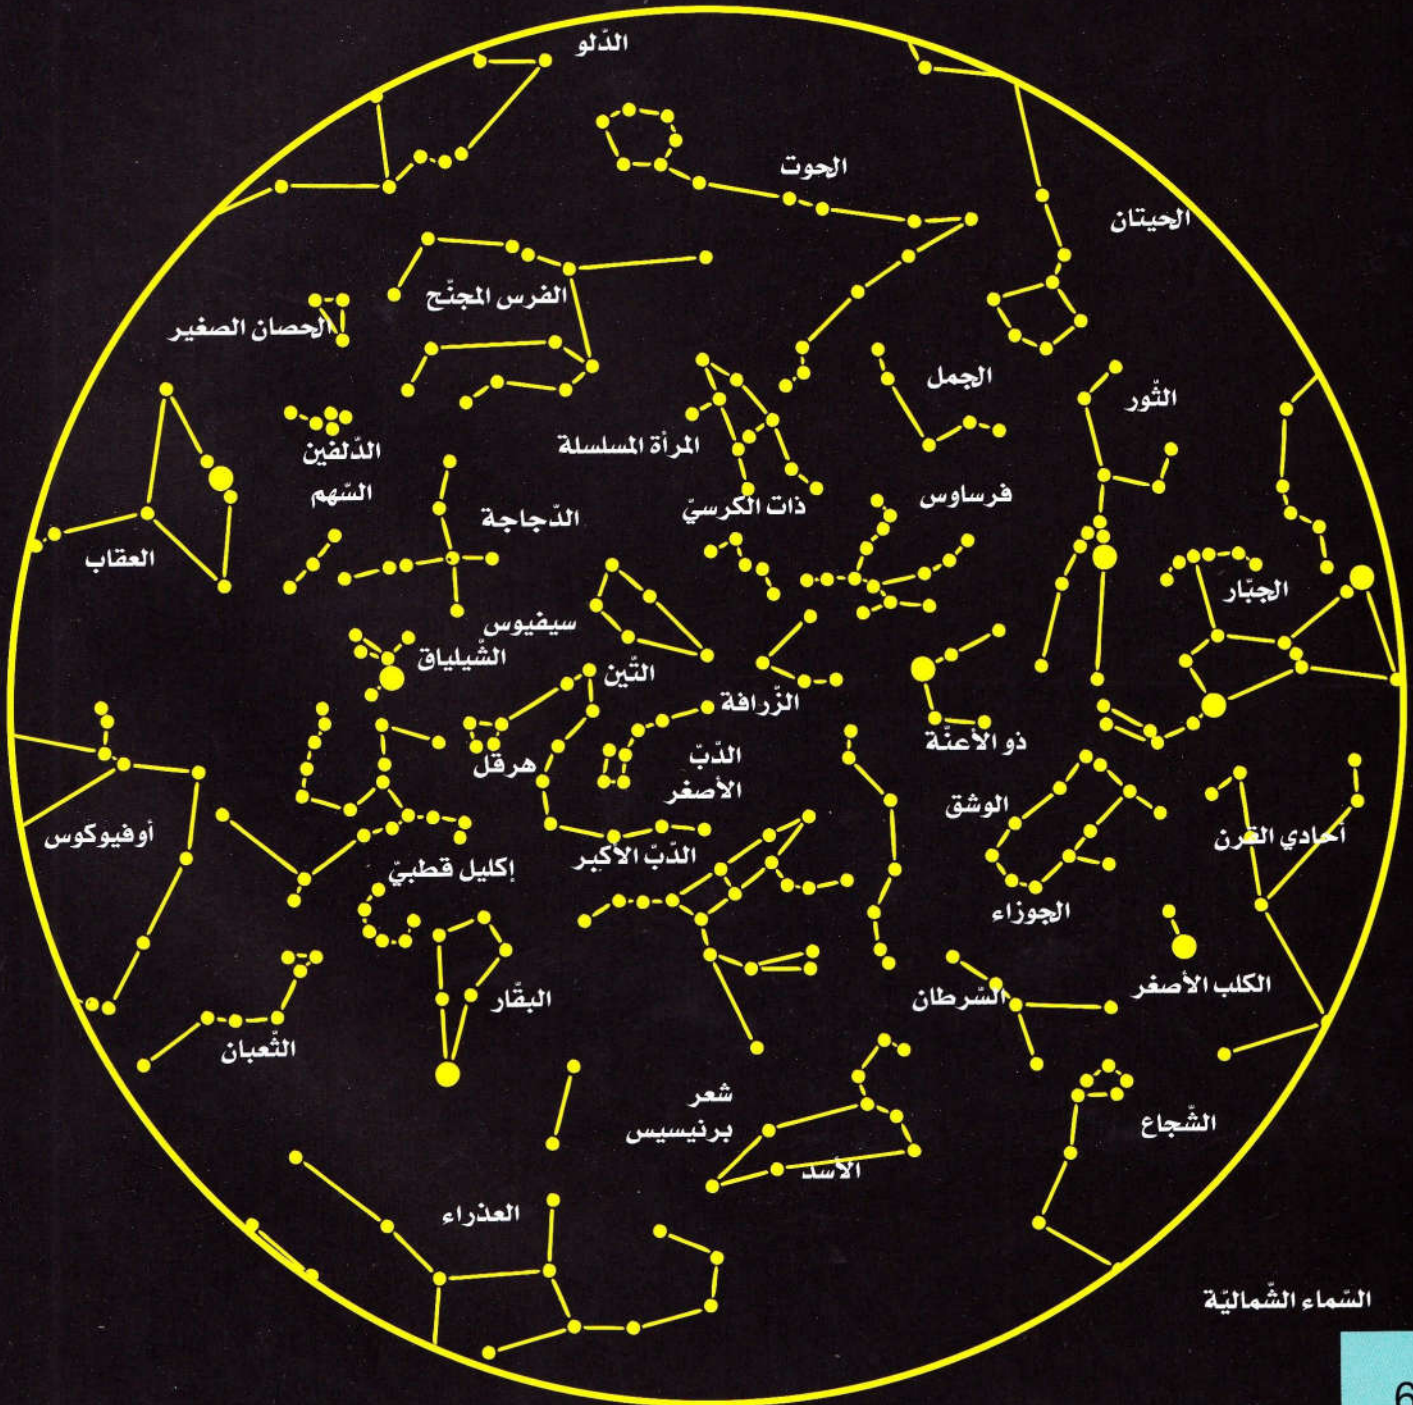 الدّلو
الحوت
الحيتان
الفرس المجنّح
الحصان الصغير
الجمل
الثّور
المرأة المسلسلة
الدّلفين
السّهم
فرساوس
ذات الكرسيّ
الدّجاجة
العقاب
الجبّار
سيفيوس
الشّيلياق
التّين
الزّرافة
ذو الأعنّة
الدّبّ
الأصغر
هرقل
الوشق
أحادي القرن
أوفيوكوس
الدّبّ الأكبر
إكليل قطبيّ
الجوزاء
الكلب الأصغر
السّرطان
البقّار
الثّعبان
شعر
برنيسيس
الشّجاع
الأسد
العذراء
السّماء الشّماليّة
6